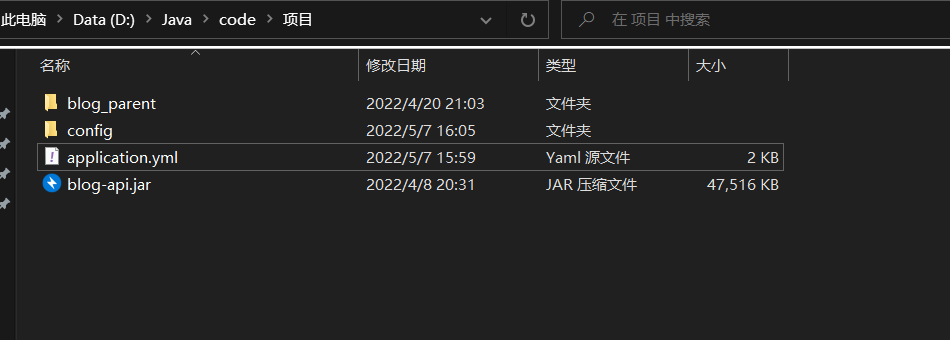 此电脑 > Data (D:) > Java > code > 项目 在 项目 中搜索
名称 修改日期 类型 大小
blog_parent 2022/4/20 21:03 文件夹
config 2022/5/7 16:05 文件夹
application.yml 2022/5/7 15:59 Yaml 源文件 2 KB
blog-api.jar 2022/4/8 20:31 JAR 压缩文件 47,516 KB